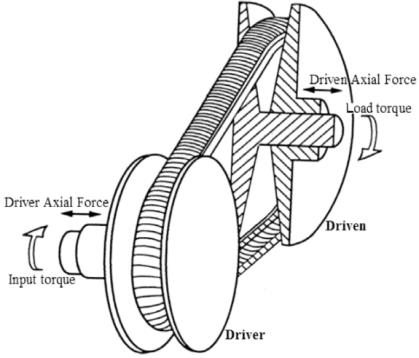 Driven Axial Force
Load torque
Driver Axial Force
Driven
Input torque
Driver